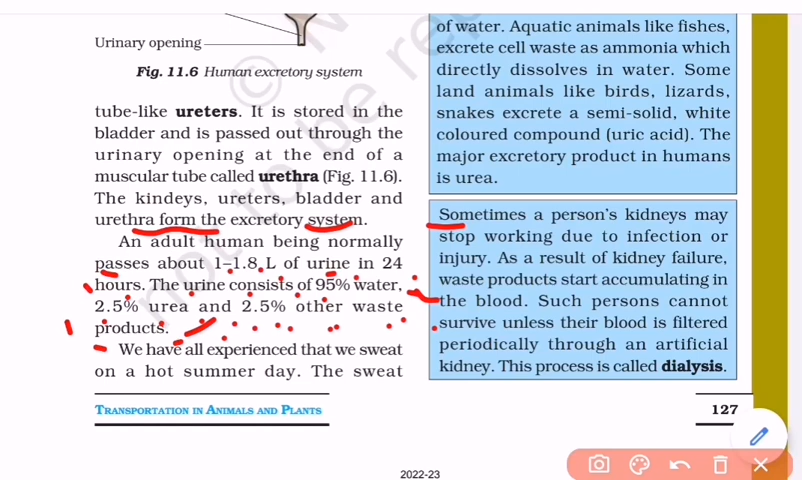 Urinary opening
Fig. 11.6 Human excretory system
tube-like ureters. It is stored in the
bladder and is passed out through the
urinary opening at the end of a
muscular tube called urethra (Fig. 11.6).
The kindeys, ureters, bladder and
urethra form the excretory system.
An adult human being normally
passes about 1–1.8 L of urine in 24
hours. The urine consists of 95% water,
2.5% urea and 2.5% other waste
products.
We have all experienced that we sweat
on a hot summer day. The sweat
of water. Aquatic animals like fishes,
excrete cell waste as ammonia which
directly dissolves in water. Some
land animals like birds, lizards,
snakes excrete a semi-solid, white
coloured compound (uric acid). The
major excretory product in humans
is urea.
Sometimes a person's kidneys may
stop working due to infection or
injury. As a result of kidney failure,
waste products start accumulating in
the blood. Such persons cannot
survive unless their blood is filtered
periodically through an artificial
kidney. This process is called dialysis.
TRANSPORTATION IN ANIMALS AND PLANTS
127
2022-23
not to be re